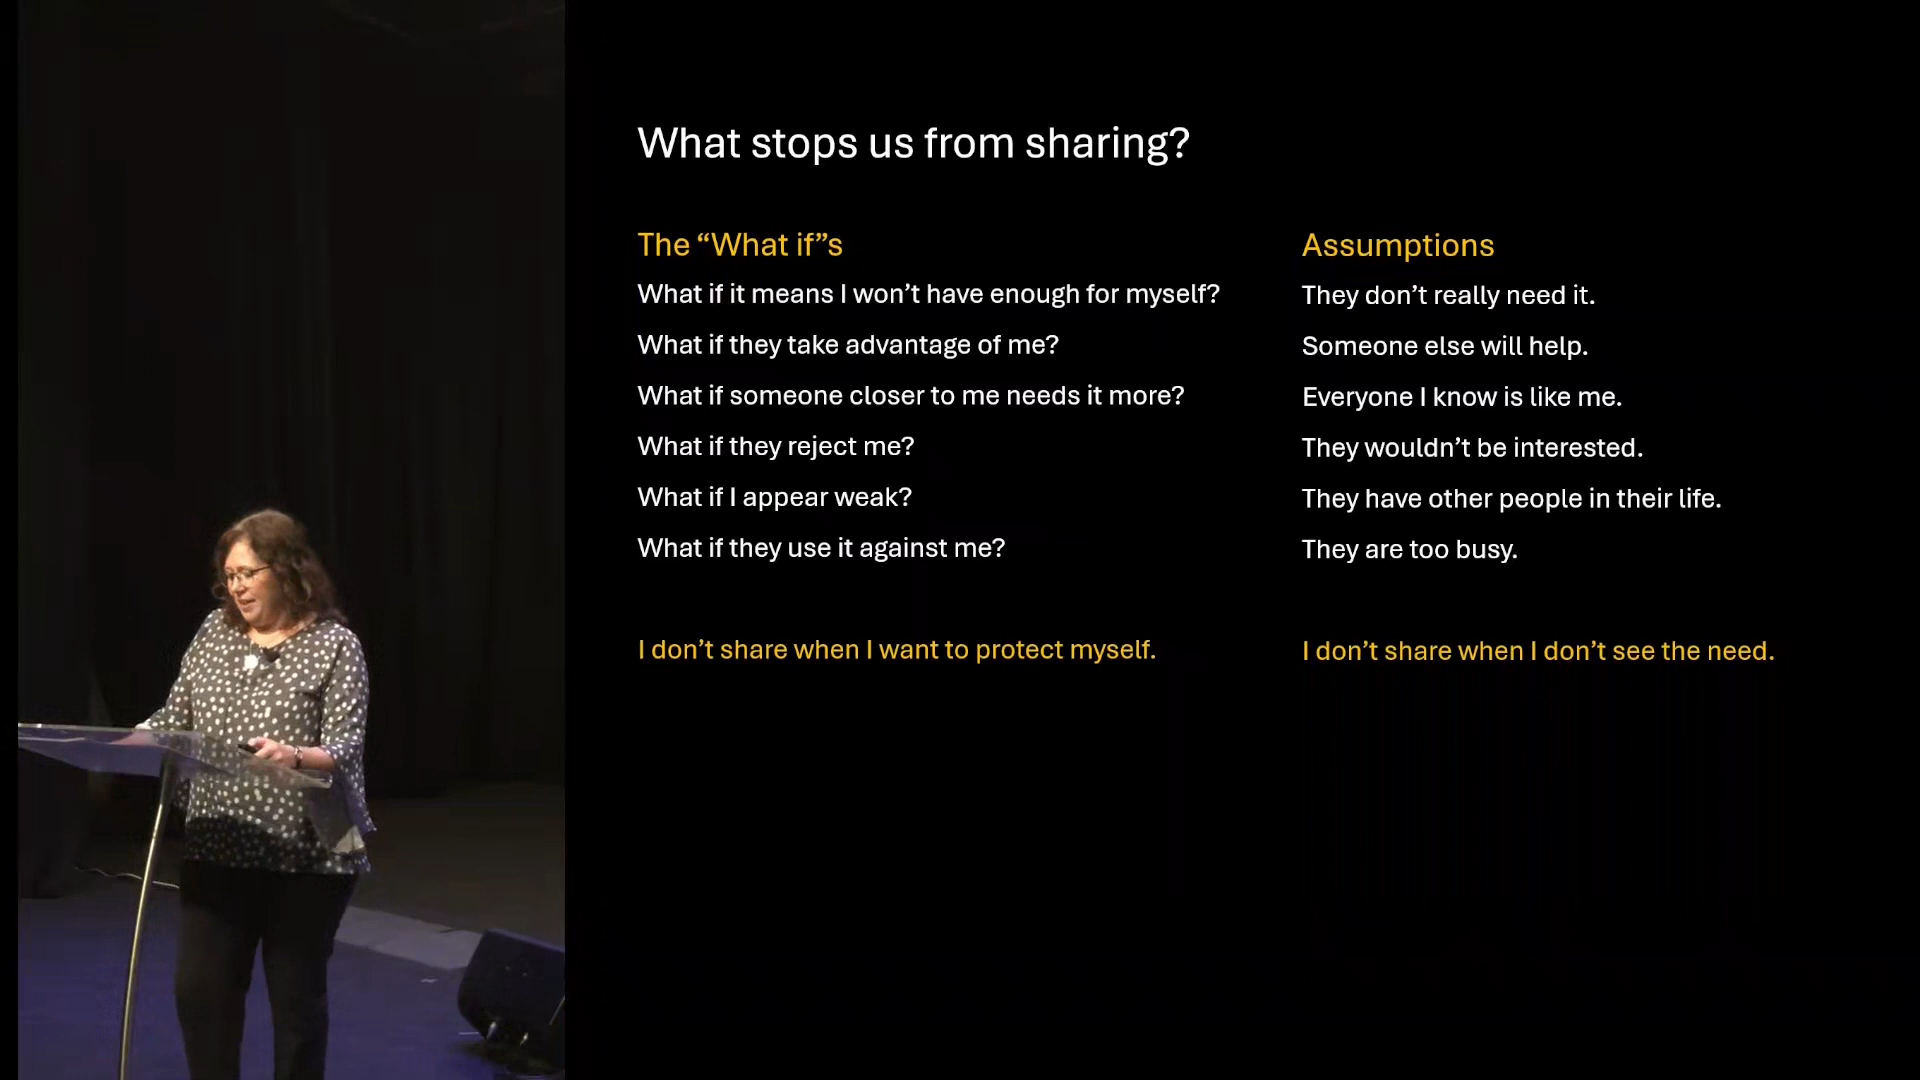 What stops us from sharing?
The “What if”s
What if it means I won’t have enough for myself?
What if they take advantage of me?
What if someone closer to me needs it more?
What if they reject me?
What if I appear weak?
What if they use it against me?
I don’t share when I want to protect myself.
Assumptions
They don’t really need it.
Someone else will help.
Everyone I know is like me.
They wouldn’t be interested.
They have other people in their life.
They are too busy.
I don’t share when I don’t see the need.